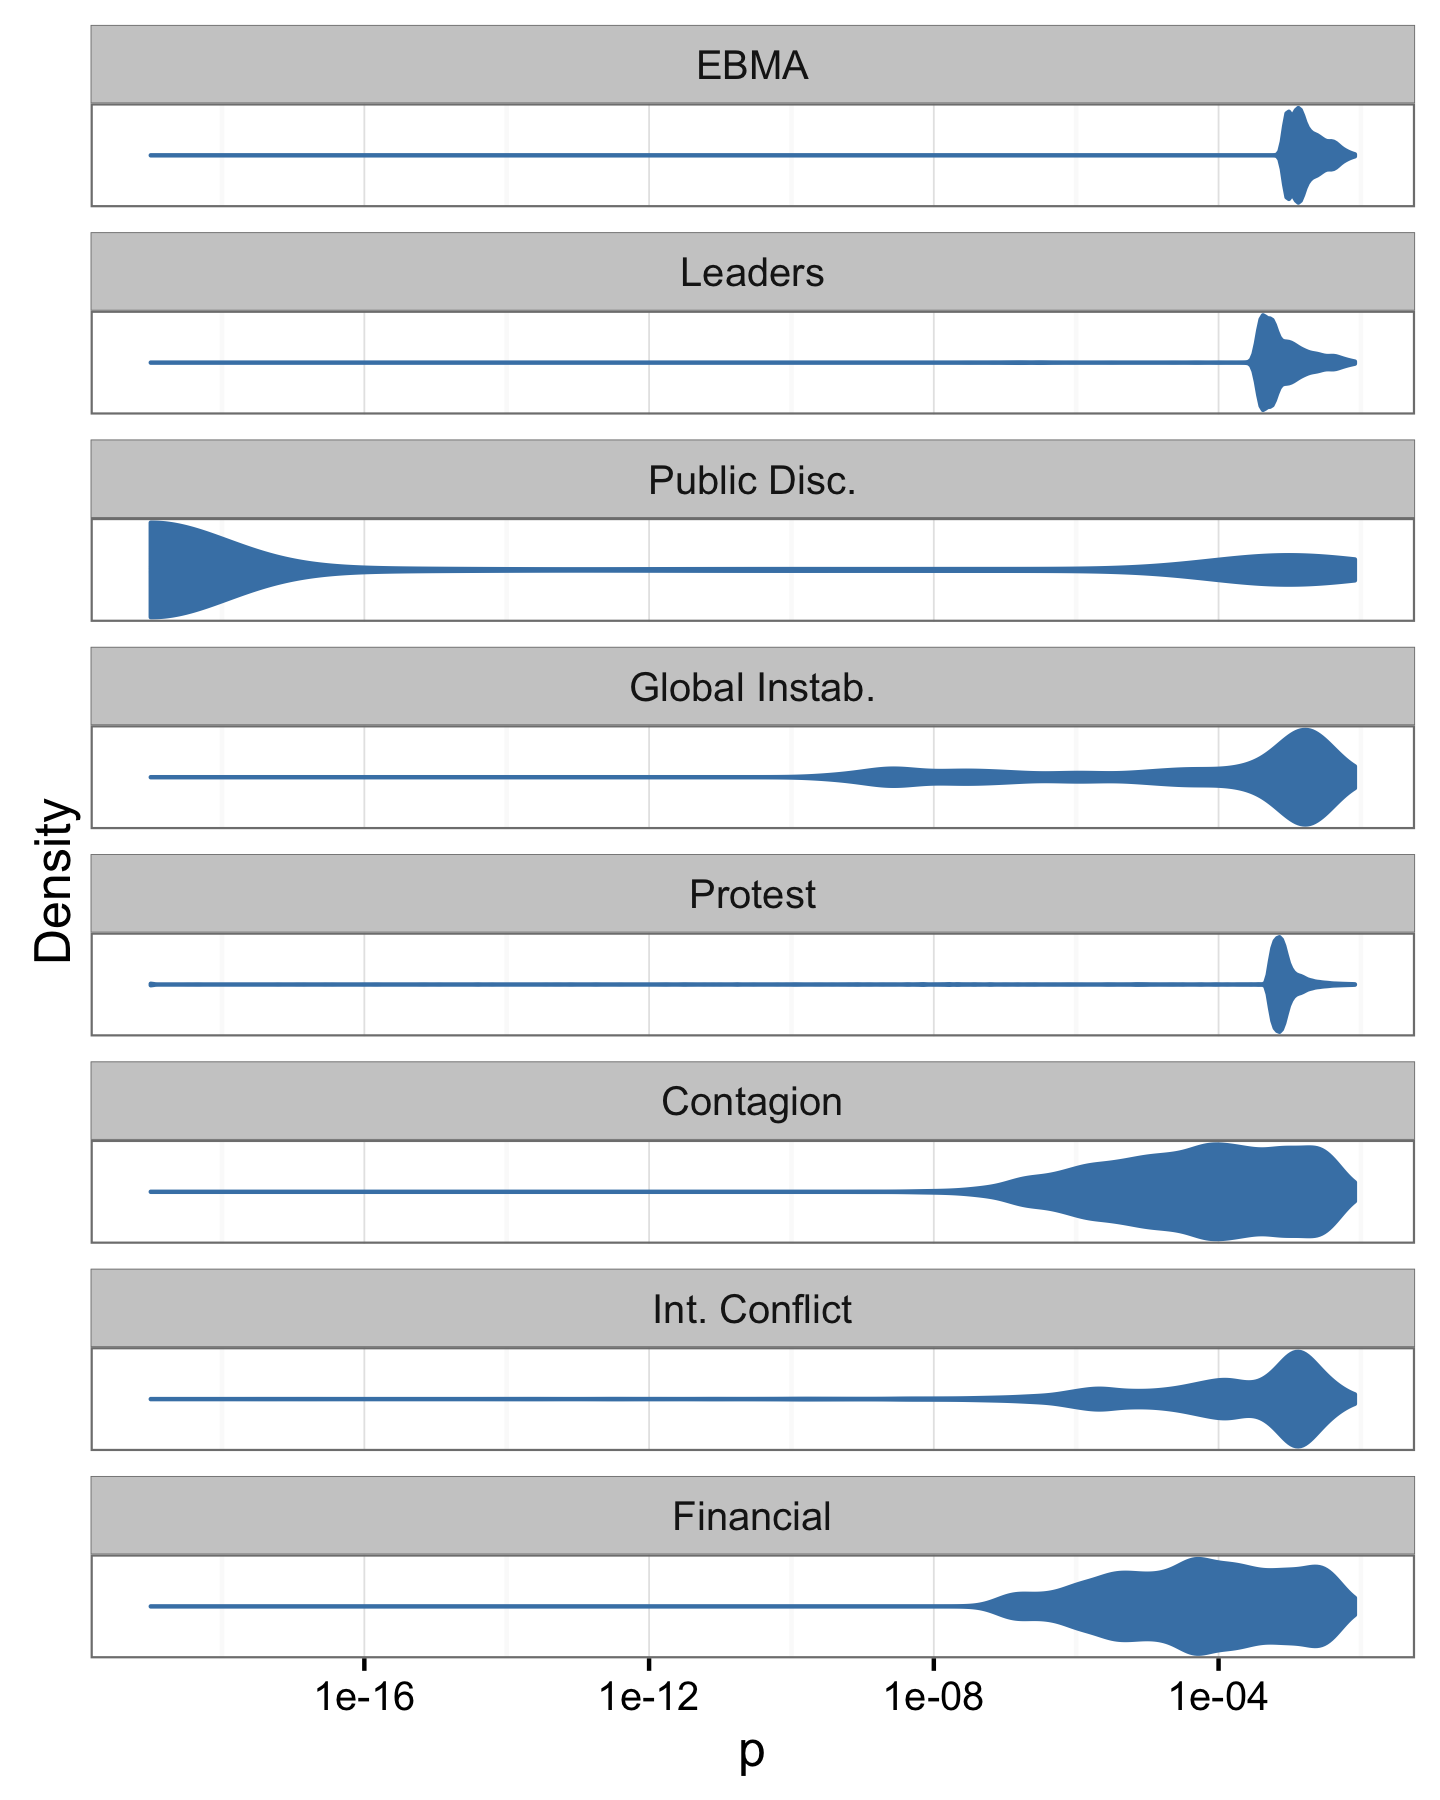 EBMA
Leaders
Public Disc.
Global Instab.
Protest
Contagion
Int. Conflict
Financial
Density
1e-16 1e-12 1e-08 1e-04
p